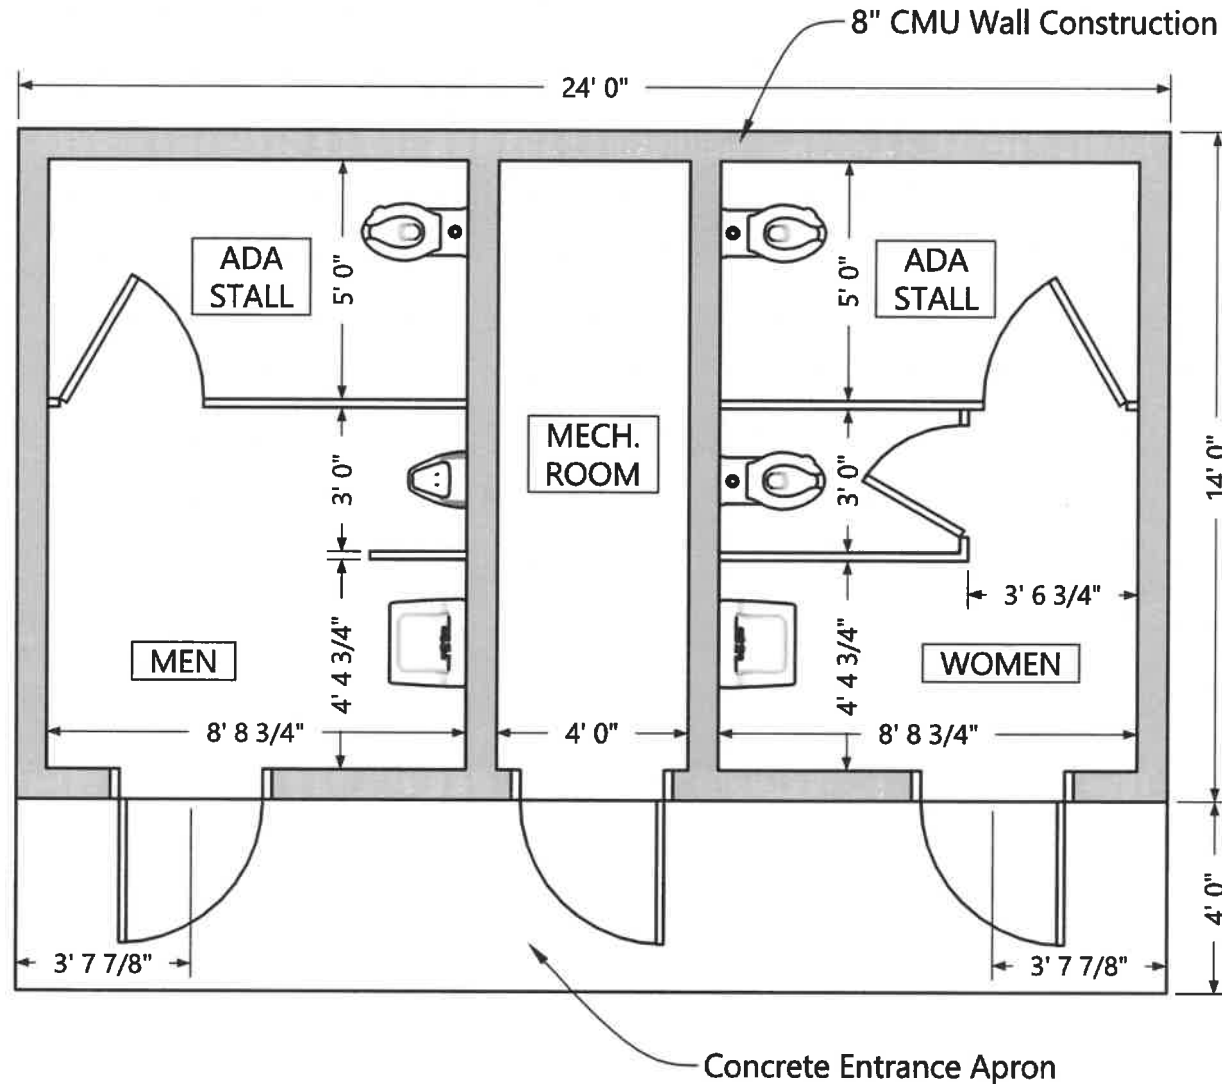 8" CMU Wall Construction
24' 0"
ADA
STALL
5' 0"
5' 0"
ADA
STALL
MECH.
ROOM
3' 0"
3' 0"
14' 0"
3' 6 3/4"
MEN
4' 4 3/4"
4' 4 3/4"
WOMEN
8' 8 3/4"
4' 0"
8' 8 3/4"
4' 0"
3' 7 7/8"
3' 7 7/8"
Concrete Entrance Apron